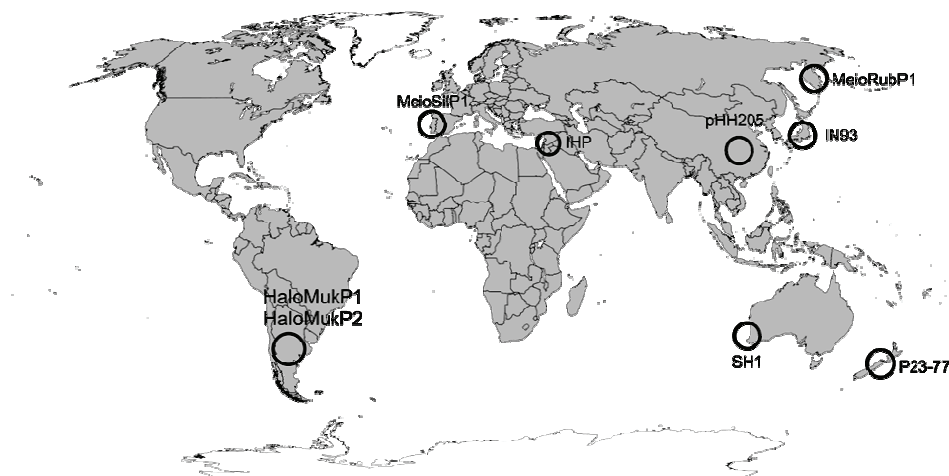 MeioRubP1
MeioSilP1
pHH205
IN93
IHP
HaloMukP1
HaloMukP2
SH1
P23-77